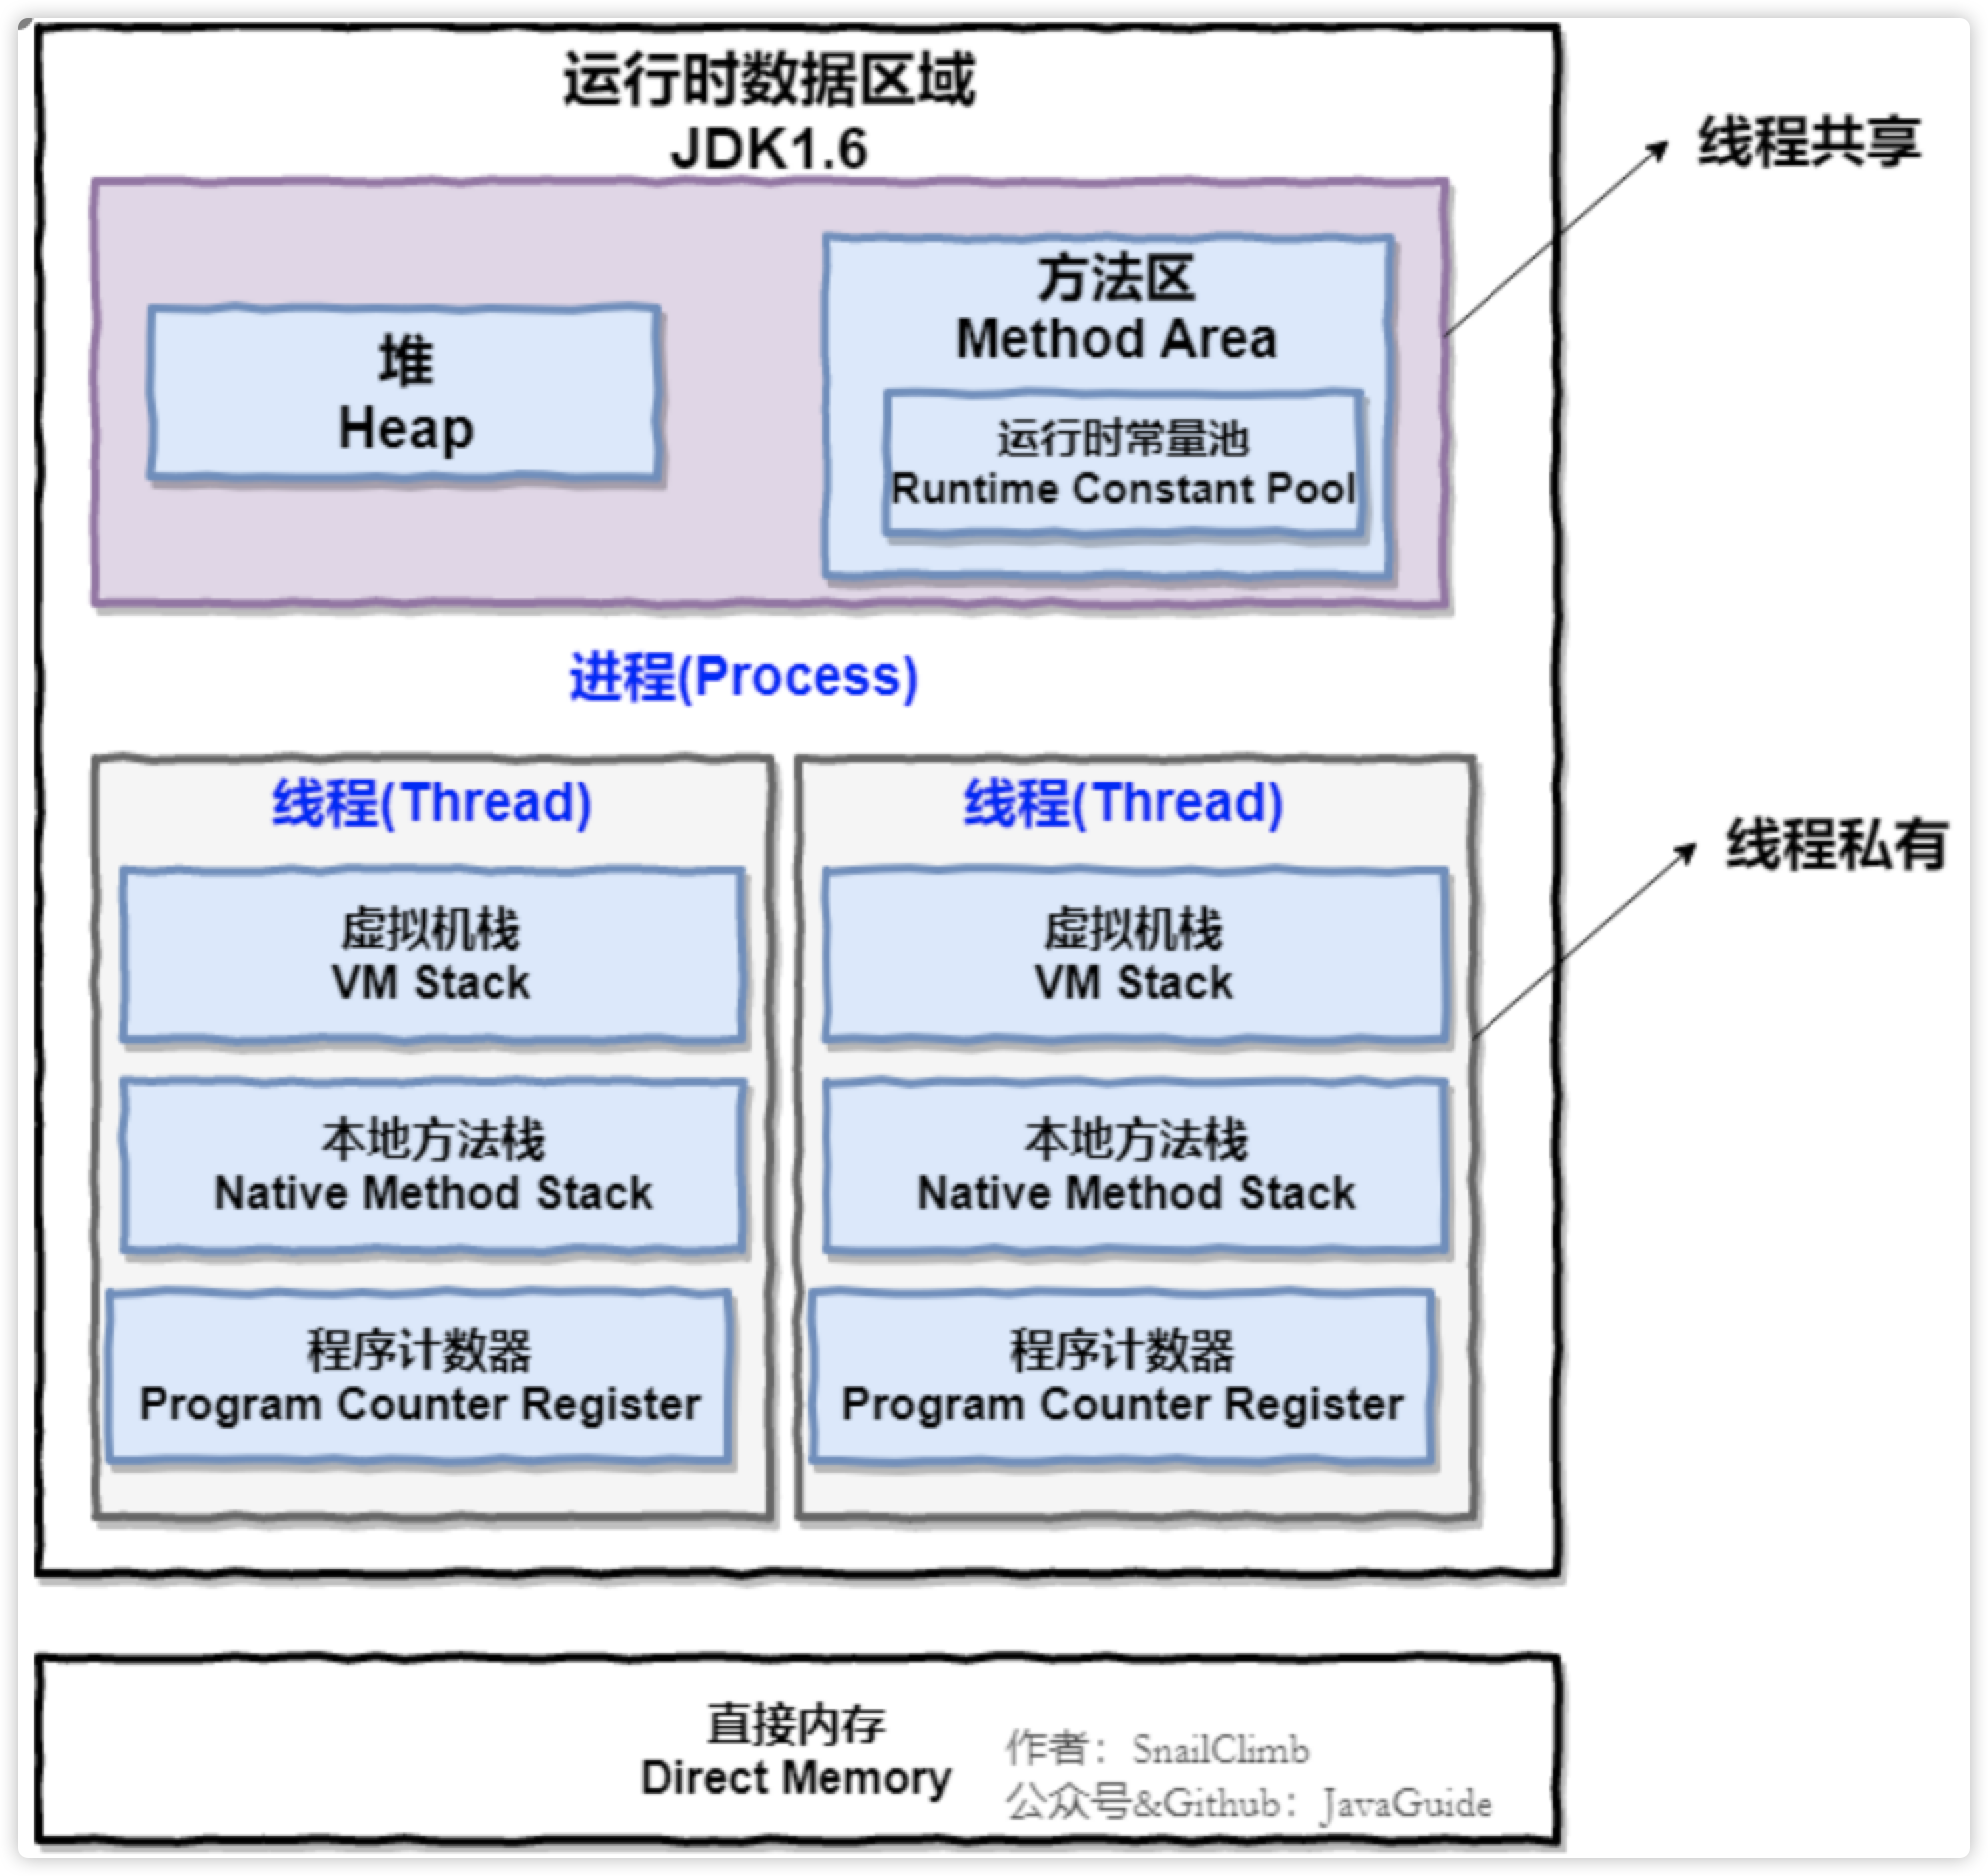 运行时数据区域
JDK1.6
线程共享
堆
Heap
方法区
Method Area
运行时常量池
Runtime Constant Pool
进程(Process)
线程(Thread)
虚拟机栈
VM Stack
本地方法栈
Native Method Stack
程序计数器
Program Counter Register
线程(Thread)
虚拟机栈
VM Stack
本地方法栈
Native Method Stack
程序计数器
Program Counter Register
线程私有
直接内存
Direct Memory
作者：SnailClimb
公众号&Github：JavaGuide